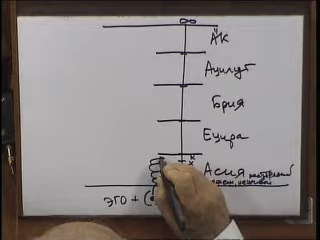 ∞
АК
Ацилут
Брия
Ецира
к
х
Асия
ЭГО + (